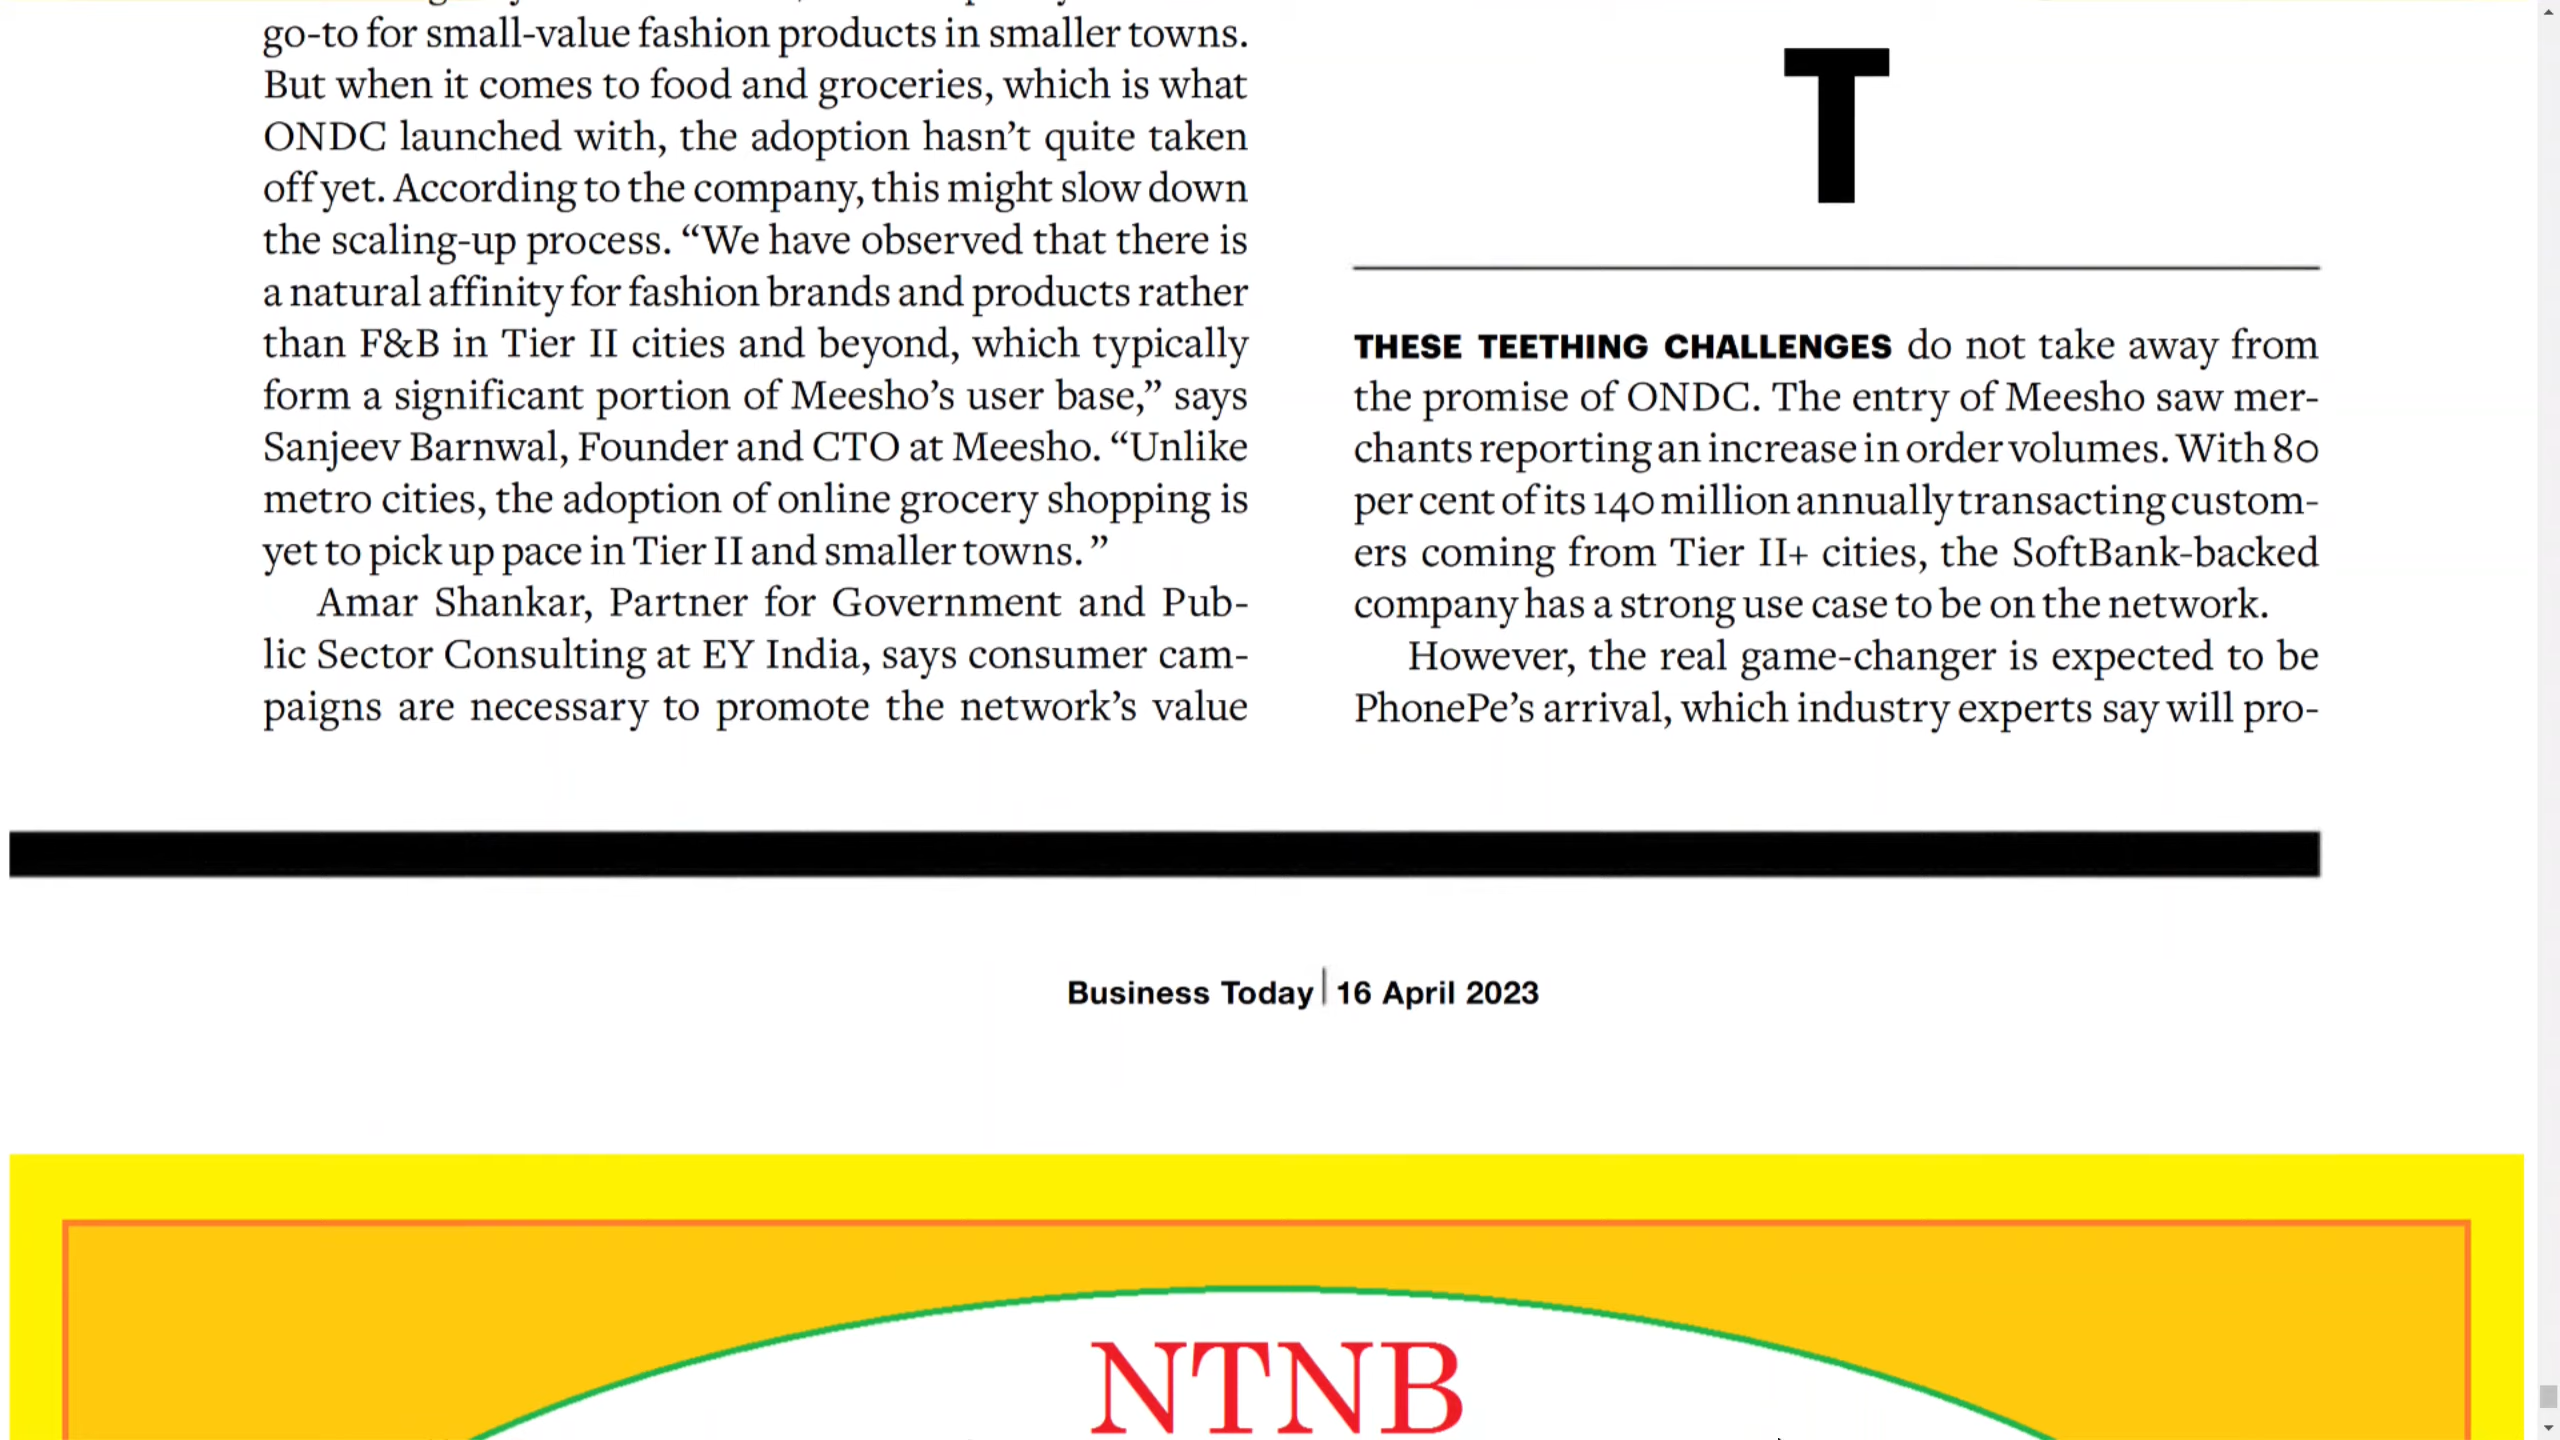 go-to for small-value fashion products in smaller towns.
But when it comes to food and groceries, which is what
ONDC launched with, the adoption hasn’t quite taken
off yet. According to the company, this might slow down
the scaling-up process. “We have observed that there is
a natural affinity for fashion brands and products rather
than F&B in Tier II cities and beyond, which typically
form a significant portion of Meesho’s user base,” says
Sanjeev Barnwal, Founder and CTO at Meesho. “Unlike
metro cities, the adoption of online grocery shopping is
yet to pick up pace in Tier II and smaller towns. ”
Amar Shankar, Partner for Government and Pub-
lic Sector Consulting at EY India, says consumer cam-
paigns are necessary to promote the network’s value
T
THESE TEETHING CHALLENGES do not take away from
the promise of ONDC. The entry of Meesho saw mer-
chants reporting an increase in order volumes. With 80
per cent of its 140 million annually transacting custom-
ers coming from Tier II+ cities, the SoftBank-backed
company has a strong use case to be on the network.
However, the real game-changer is expected to be
PhonePe’s arrival, which industry experts say will pro-
Business Today | 16 April 2023
NTNB